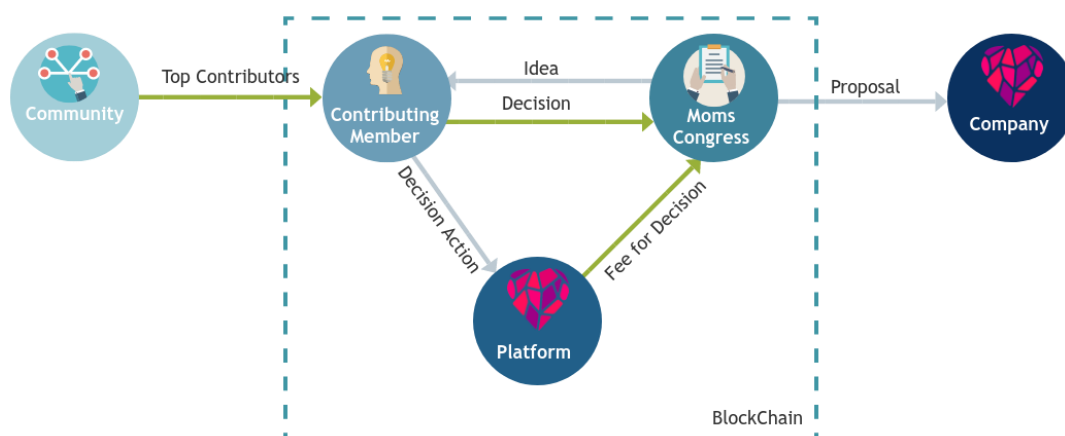 Community
Top Contributors
Contributing
Member
Idea
Decision
Moms
Congress
Proposal
Company
Decision Action
Fee for Decision
Platform
BlockChain